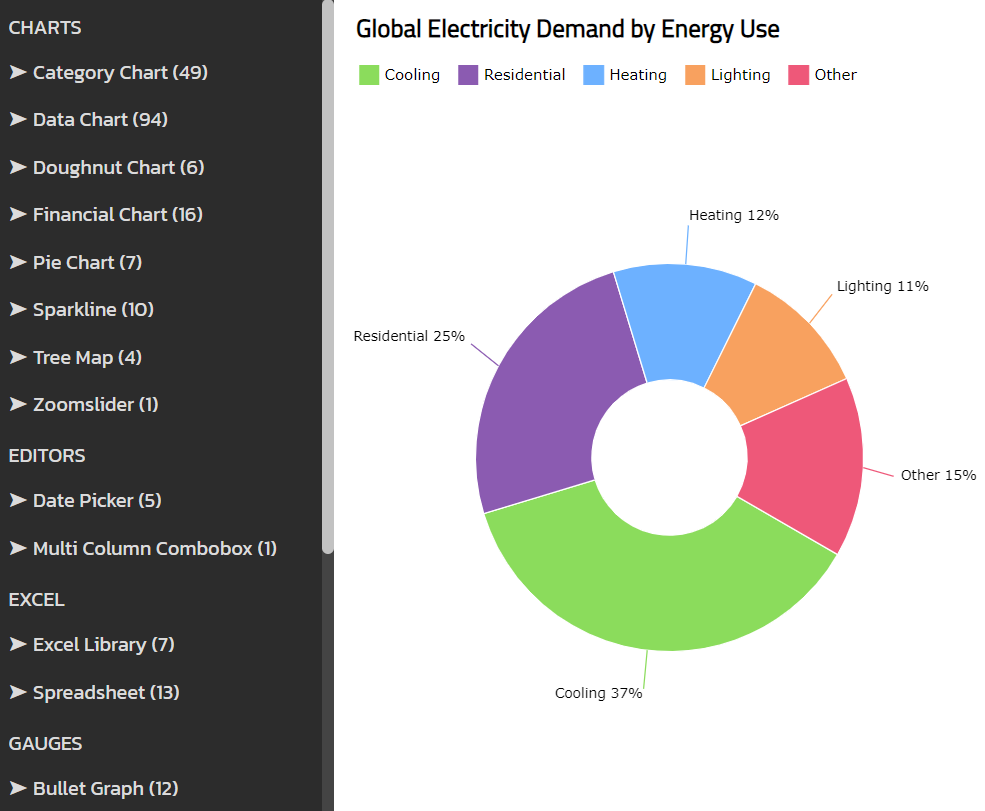 CHARTS
➤ Category Chart (49)
➤ Data Chart (94)
➤ Doughnut Chart (6)
➤ Financial Chart (16)
➤ Pie Chart (7)
➤ Sparkline (10)
➤ Tree Map (4)
➤ Zoomslider (1)
EDITORS
➤ Date Picker (5)
➤ Multi Column Combobox (1)
EXCEL
➤ Excel Library (7)
➤ Spreadsheet (13)
GAUGES
➤ Bullet Graph (12)
Global Electricity Demand by Energy Use
Cooling Residential Heating Lighting Other
Heating 12%
Lighting 11%
Residential 25%
Other 15%
Cooling 37%